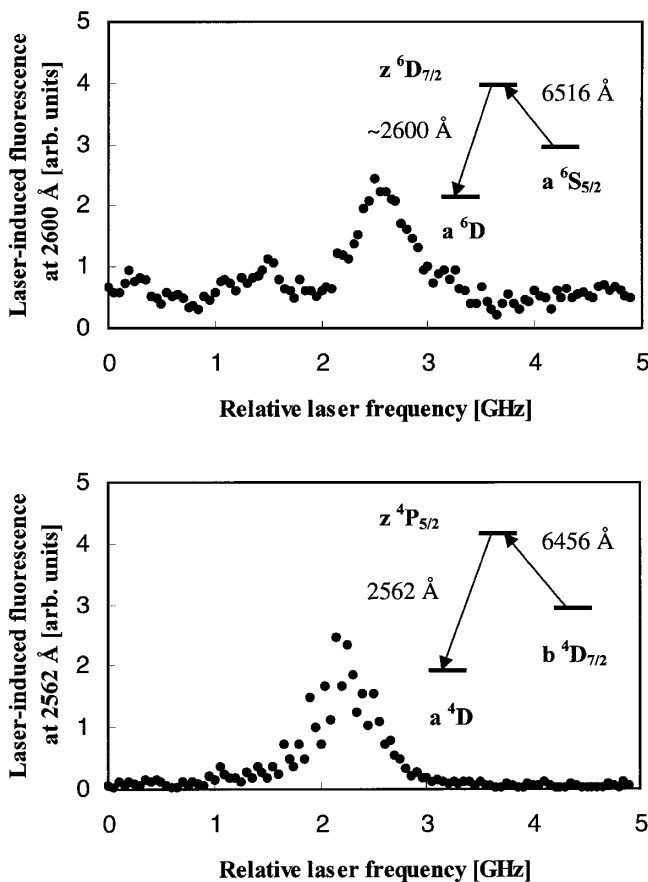 Laser-induced fluorescence
at 2600 Å [arb. units]
5
4
3
2
1
0
z ⁶D₇/₂
6516 Å
~2600 Å
a ⁶S₅/₂
a ⁶D
0 1 2 3 4 5
Relative laser frequency [GHz]
Laser-induced fluorescence
at 2562 Å [arb. units]
5
4
3
2
1
0
z ⁴P₅/₂
6456 Å
2562 Å
b ⁴D₇/₂
a ⁴D
0 1 2 3 4 5
Relative laser frequency [GHz]